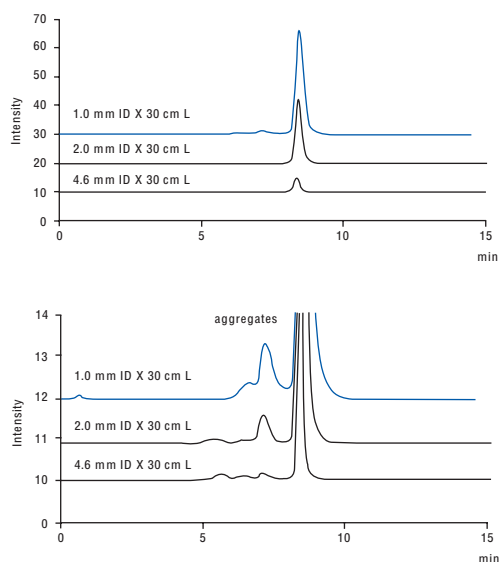 70
60
50
40
30
20
10
0
Intensity
1.0 mm ID X 30 cm L
2.0 mm ID X 30 cm L
4.6 mm ID X 30 cm L
0 5 10 15
min
aggregates
14
13
12
11
10
0
Intensity
1.0 mm ID X 30 cm L
2.0 mm ID X 30 cm L
4.6 mm ID X 30 cm L
0 5 10 15
min